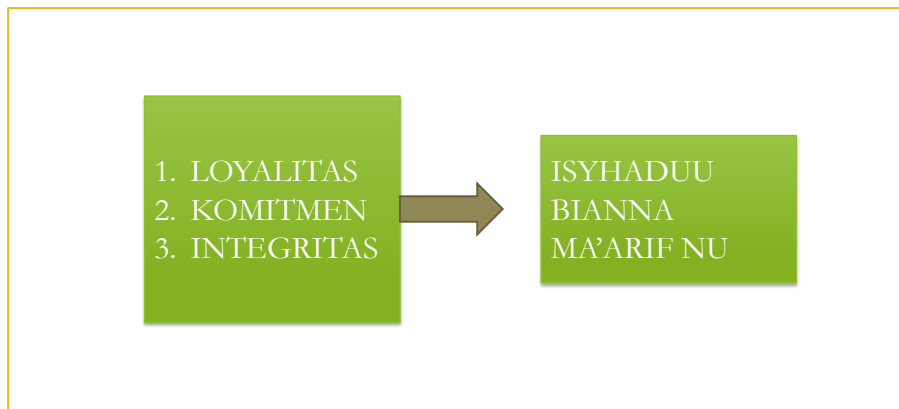 1. LOYALITAS
2. KOMITMEN
3. INTEGRITAS
ISYHADUU
BIANNA
MA’ARIF NU